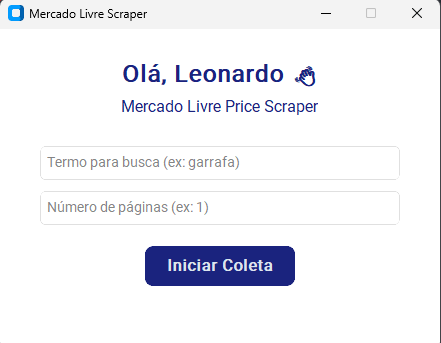 Mercado Livre Scraper
Olá, Leonardo 👋
Mercado Livre Price Scraper
Termo para busca (ex: garrafa)
Número de páginas (ex: 1)
Iniciar Coleta